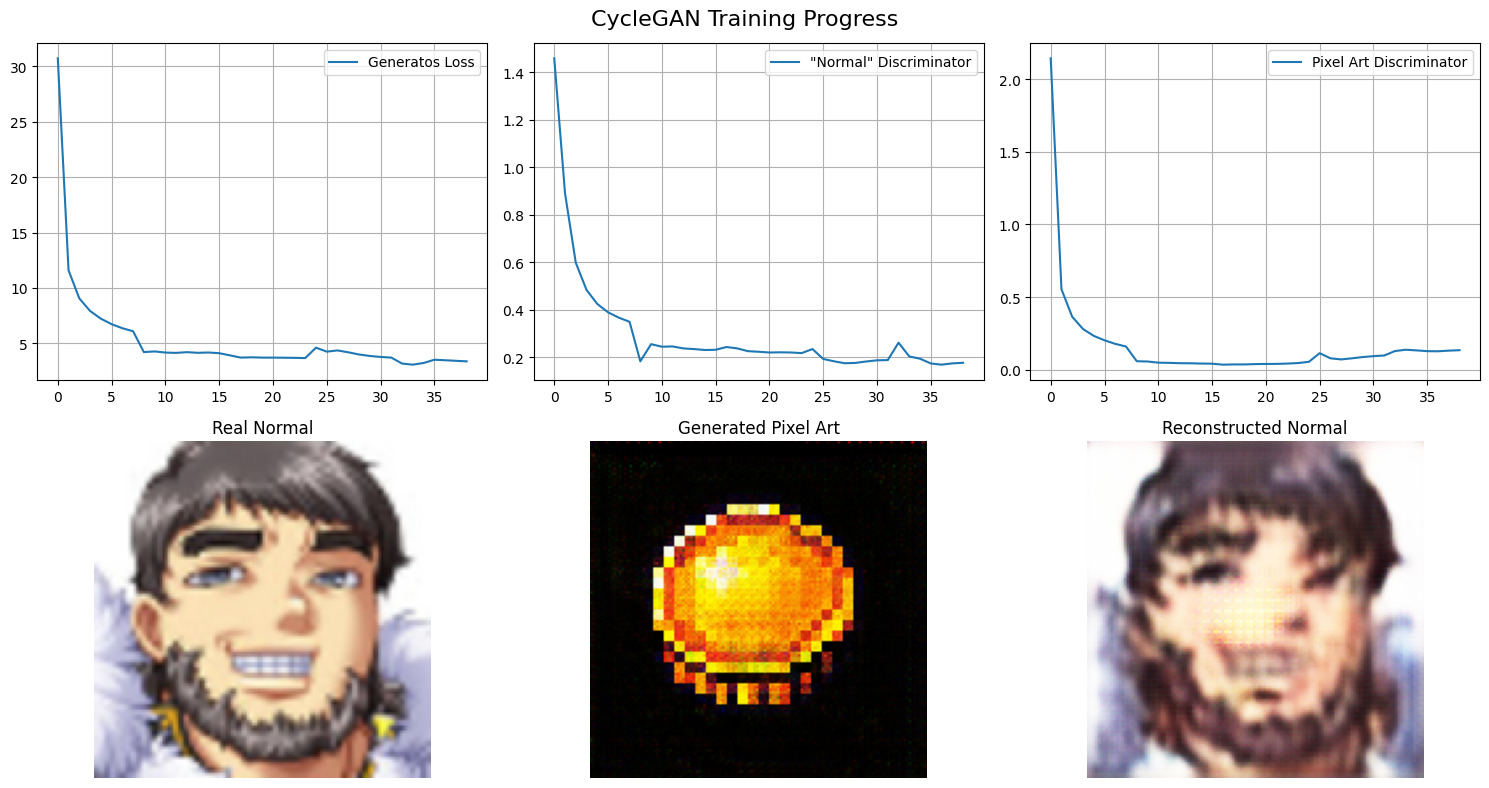 CycleGAN Training Progress
Generatos Loss
30
25
20
15
10
5
0 5 10 15 20 25 30 35
"Normal" Discriminator
1.4
1.2
1.0
0.8
0.6
0.4
0.2
0 5 10 15 20 25 30 35
Pixel Art Discriminator
2.0
1.5
1.0
0.5
0.0
0 5 10 15 20 25 30 35
Real Normal
Generated Pixel Art
Reconstructed Normal